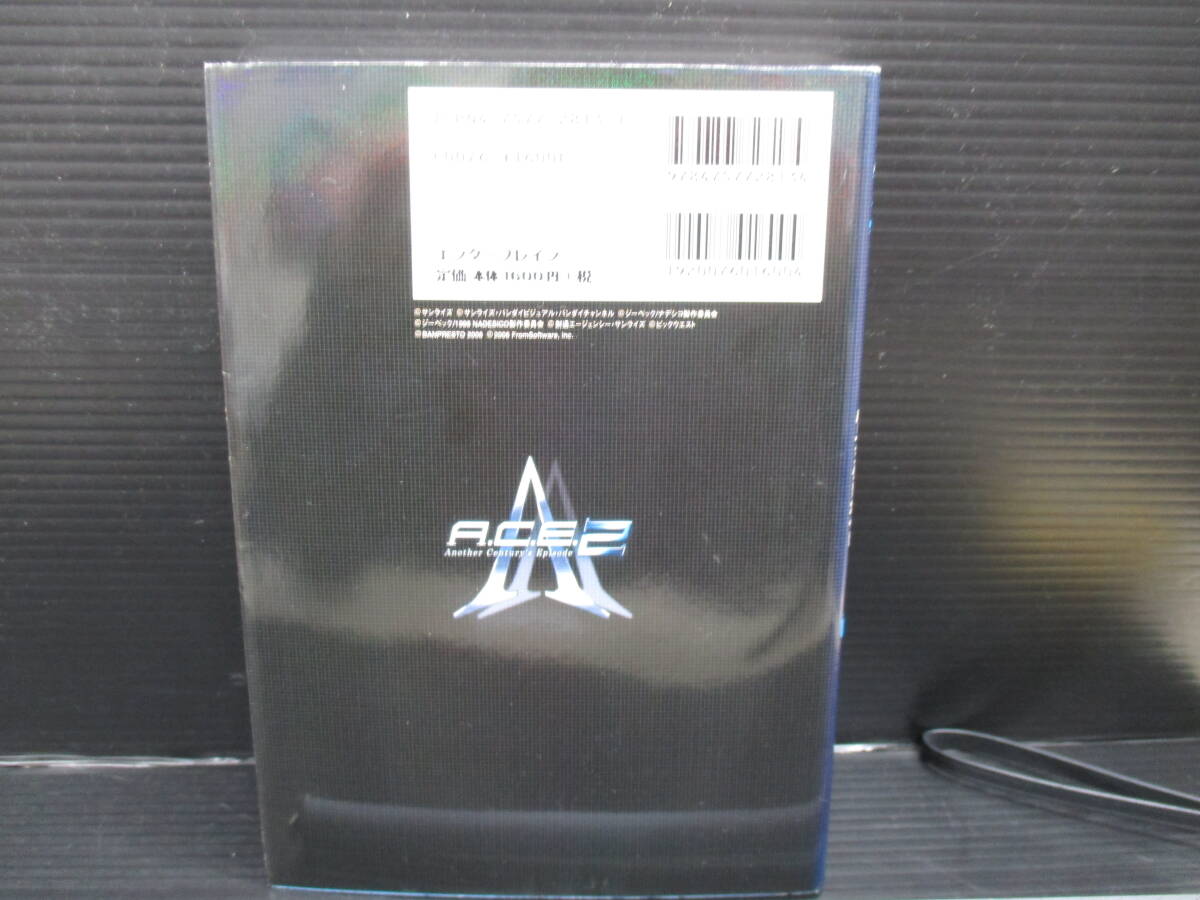 9784757728134
1920076016004
エンターブレイン
定価 本体1600円+税
©サンライズ ©サンライズ・バンダイビジュアル・バンダイチャンネル ©ジーベック/ナデシコ製作委員会
©ジーベック/1998 NADESICO製作委員会 ©創通エージェンシー・サンライズ ©ビックウエスト
©BANPRESTO 2006 ©2006 FromSoftware, Inc.
A.C.E.2
Another Century's Episode